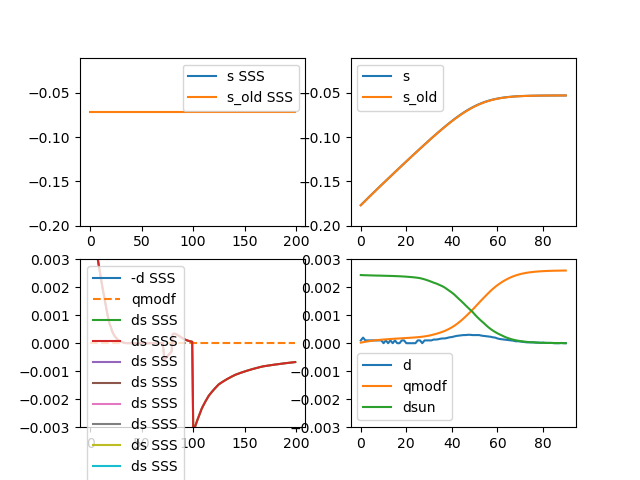 s SSS
s_old SSS
−0.05
−0.10
−0.15
−0.20
0
50
100
150
200
s
s_old
−0.05
−0.10
−0.15
−0.20
0
20
40
60
80
0.003
0.002
0.001
0.000
−0.001
−0.002
−0.003
-d SSS
qmodf
ds SSS
ds SSS
ds SSS
ds SSS
ds SSS
ds SSS
ds SSS
ds SSS
0
100
150
200
0.003
0.002
0.001
0.000
−0.001
−0.002
−0.003
d
qmodf
dsun
0
20
40
60
80